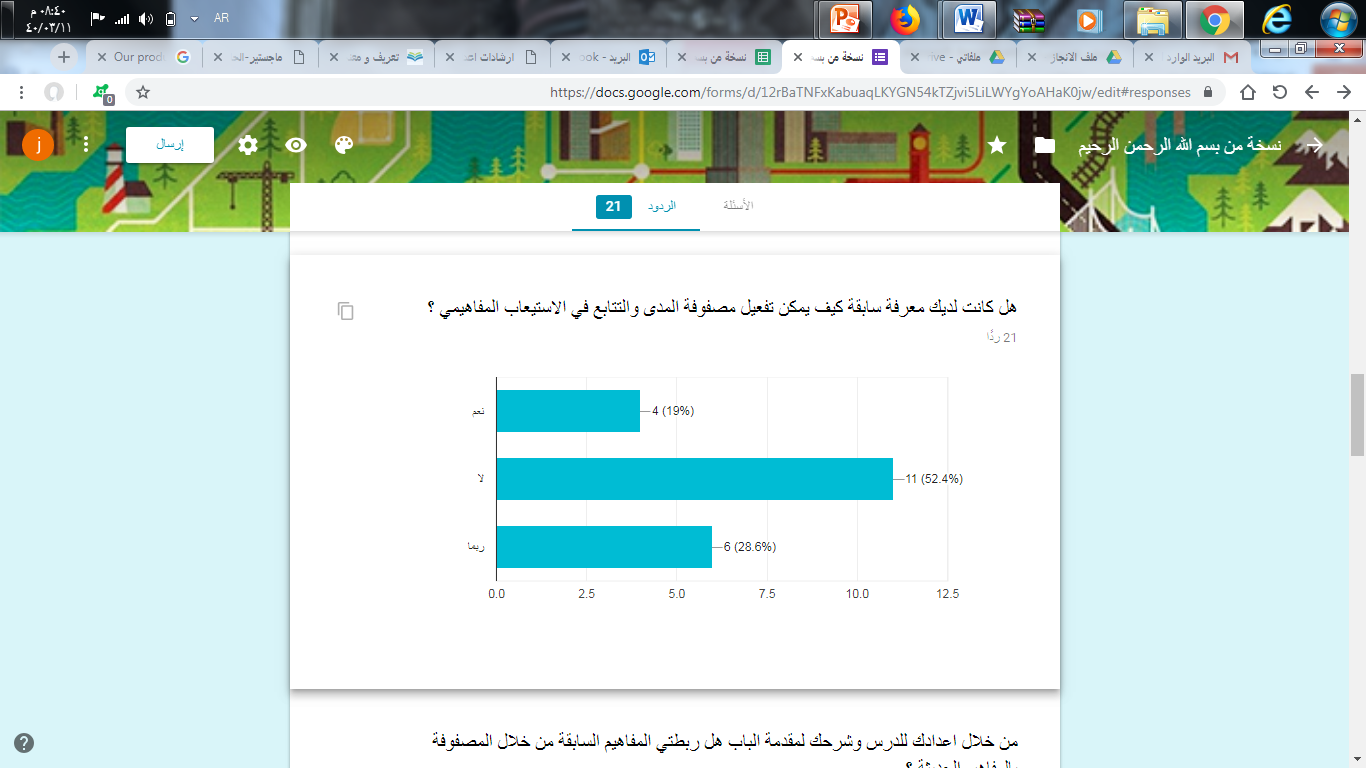 ٠٨:٤٠ م
٤٠/٠٣/١١
AR
البريد الوارد
ملف الانجاز
ملفاتي - ive
نسخة من بسم
نسخة من بسم
البريد - ook
ارشادات اعد
تعريف و
ماجستير-الح
Our prod
https://docs.google.com/forms/d/12rBaTNFxKabuaqLKYGN54kTZjvi5LiLWYgYoAHaK0jw/edit#responses
0
نسخة من بسم الله الرحمن الرحيم
إرسال
j
الأسئلة
الردود 21
هل كانت لديك معرفة سابقة كيف يمكن تفعيل مصفوفة المدى والتتابع في الاستيعاب المفاهيمي ؟
21 ردًا
نعم 4 (19%)
لا 11 (52.4%)
ربما 6 (28.6%)
0.0 2.5 5.0 7.5 10.0 12.5
من خلال اعدادك للدرس وشرحك لمقدمة الباب هل ربطتي المفاهيم السابقة من خلال المصفوفة